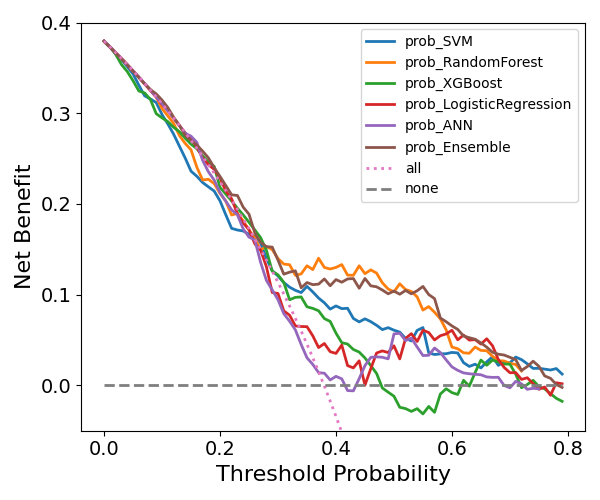 0.4
0.3
0.2
0.1
0.0
Net Benefit
prob_SVM
prob_RandomForest
prob_XGBoost
prob_LogisticRegression
prob_ANN
prob_Ensemble
all
none
0.0 0.2 0.4 0.6 0.8
Threshold Probability